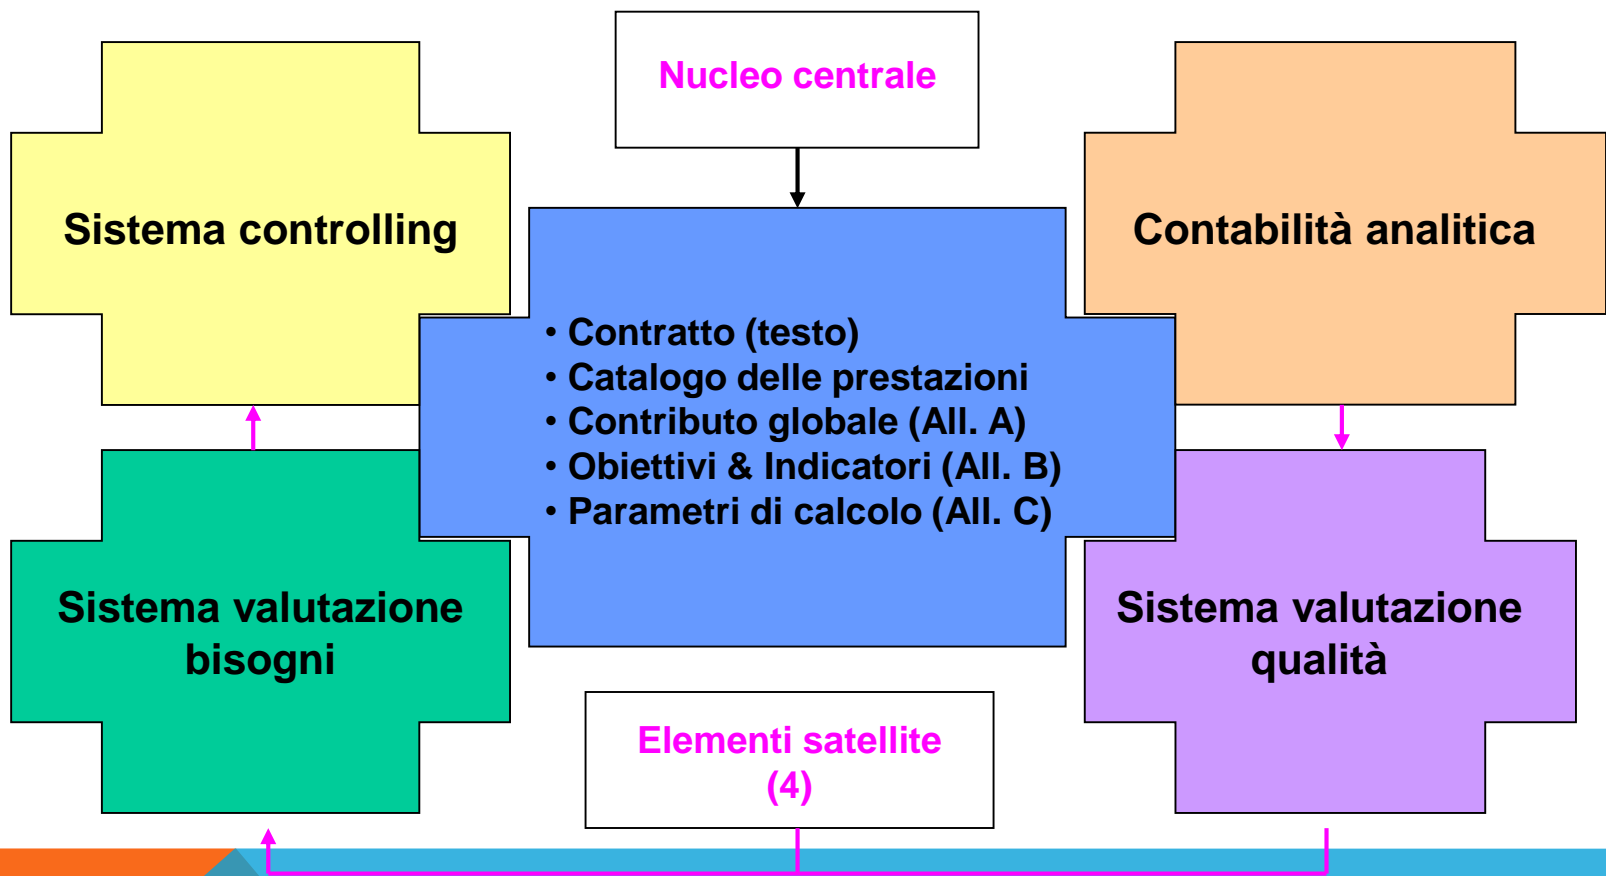 Nucleo centrale
Sistema controlling
Contabilità analitica
• Contratto (testo)
• Catalogo delle prestazioni
• Contributo globale (All. A)
• Obiettivi & Indicatori (All. B)
• Parametri di calcolo (All. C)
Sistema valutazione
bisogni
Sistema valutazione
qualità
Elementi satellite
(4)